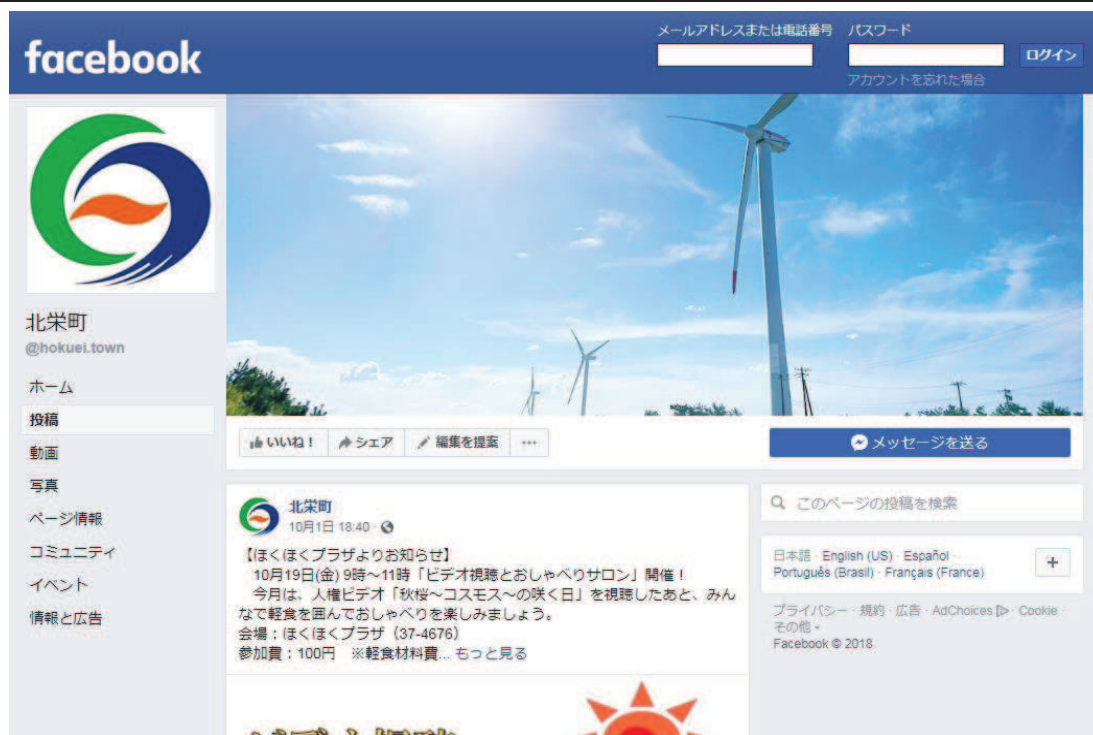 facebook
メールアドレスまたは電話番号
パスワード
ログイン
アカウントを忘れた場合
北栄町
@hokuei.town
ホーム
投稿
動画
写真
ページ情報
コミュニティ
イベント
情報と広告
いいね！ シェア 編集を提案 …
メッセージを送る
北栄町
10月1日 18:40 ·
【ほくほくプラザよりお知らせ】
10月19日(金) 9時～11時「ビデオ視聴とおしゃべりサロン」開催！
今月は、人権ビデオ「秋桜～コスモス～の咲く日」を視聴したあと、みん
なで軽食を囲んでおしゃべりを楽しみましょう。
会場：ほくほくプラザ（37-4676）
参加費：100円　※軽食材料費... もっと見る
このページの投稿を検索
日本語 · English (US) · Español ·
Português (Brasil) · Français (France)
プライバシー · 規約 · 広告 · AdChoices · Cookie ·
その他
Facebook © 2018